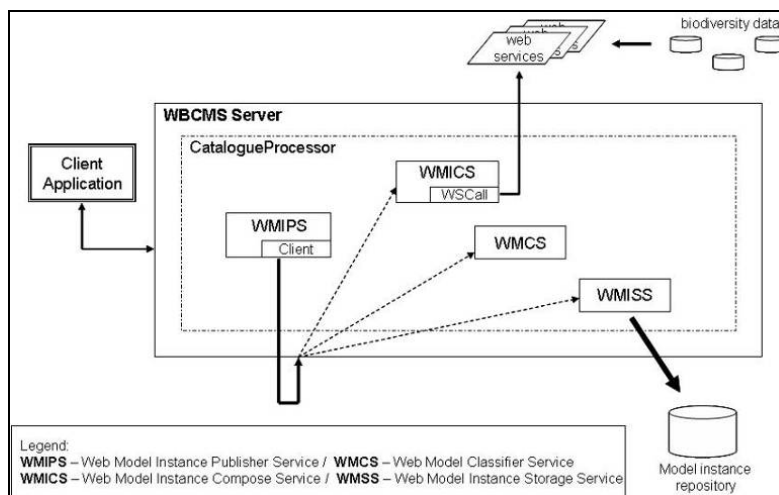 biodiversity data
web
services
WBCMS Server
CatalogueProcessor
Client
Application
WMICS
WSCall
WMIPS
Client
WMCS
WMISS
Legend:
WMIPS – Web Model Instance Publisher Service / WMCS – Web Model Classifier Service
WMICS – Web Model Instance Compose Service / WMSS – Web Model Instance Storage Service
Model instance
repository